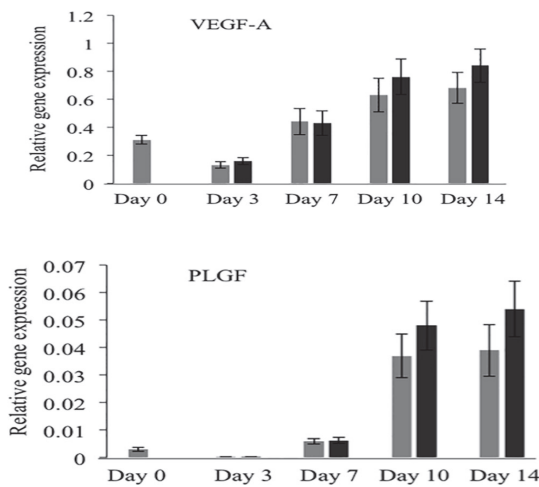 VEGF-A
Relative gene expression
1.2
1
0.8
0.6
0.4
0.2
0
Day 0 Day 3 Day 7 Day 10 Day 14
PLGF
Relative gene expression
0.07
0.06
0.05
0.04
0.03
0.02
0.01
0
Day 0 Day 3 Day 7 Day 10 Day 14